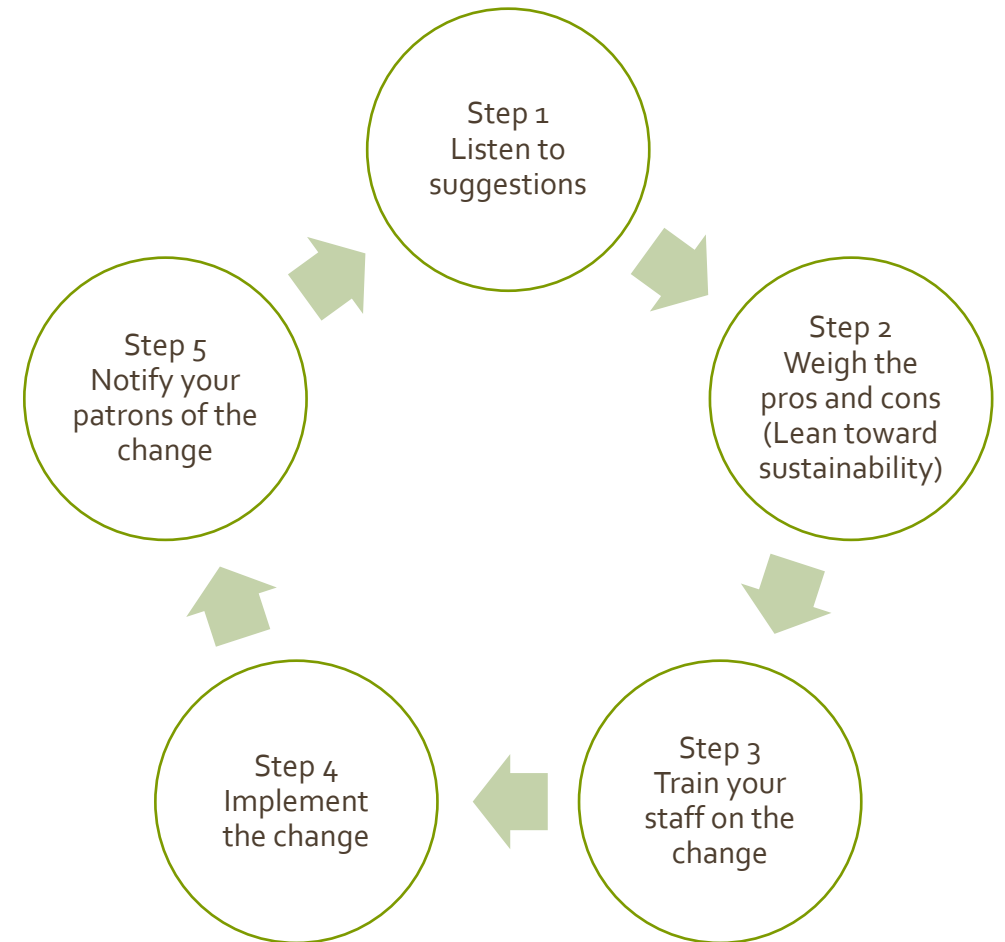 Step 1
Listen to
suggestions
Step 2
Weigh the
pros and cons
(Lean toward
sustainability)
Step 3
Train your
staff on the
change
Step 4
Implement
the change
Step 5
Notify your
patrons of the
change